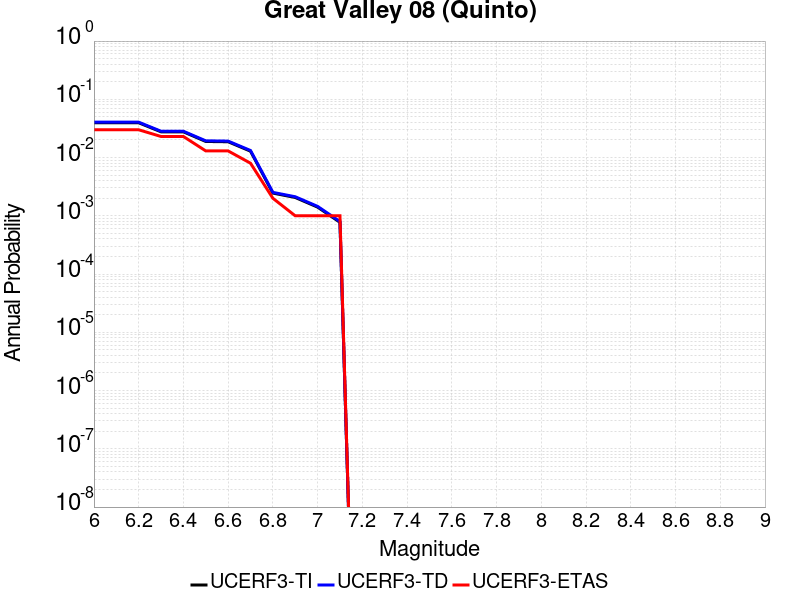 Great Valley 08 (Quinto)
10^0
10^-1
10^-2
10^-3
10^-4
10^-5
10^-6
10^-7
10^-8
Annual Probability
6 6.2 6.4 6.6 6.8 7 7.2 7.4 7.6 7.8 8 8.2 8.4 8.6 8.8 9
Magnitude
UCERF3-TI UCERF3-TD UCERF3-ETAS